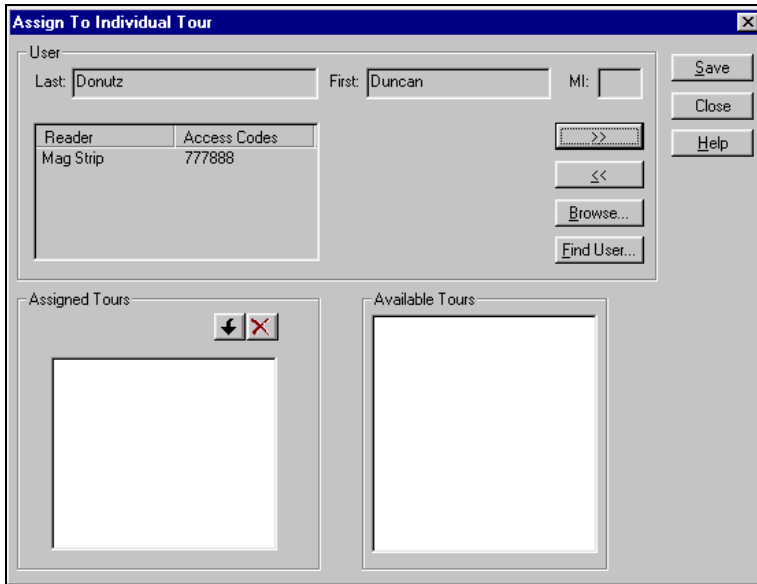 Assign To Individual Tour
User
Last: Donutz First: Duncan MI:
Save
Close
Help
Reader Access Codes
Mag Strip 777888
>>
<<
Browse...
Find User...
Assigned Tours
Available Tours